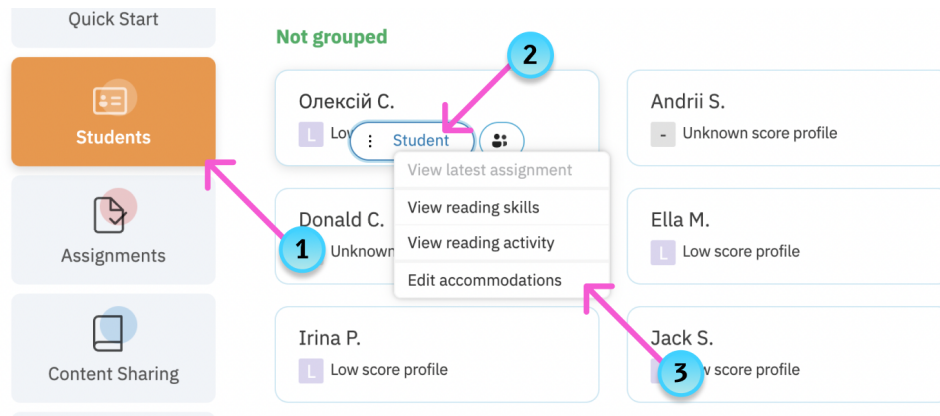 Quick Start
Students
Assignments
Content Sharing
Not grouped
2
Олексій С.
L Low
Student
View latest assignment
View reading skills
View reading activity
Edit accommodations
Andrii S.
- Unknown score profile
1
Donald C.
Unknown
Ella M.
L Low score profile
Irina P.
L Low score profile
Jack S.
3
score profile